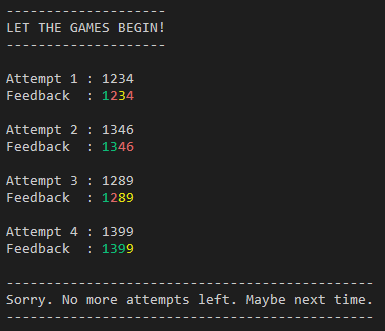 --------------------
LET THE GAMES BEGIN!
--------------------
Attempt 1 : 1234
Feedback  : 1234
Attempt 2 : 1346
Feedback  : 1346
Attempt 3 : 1289
Feedback  : 1289
Attempt 4 : 1399
Feedback  : 1399
----------------------------------------------
Sorry. No more attempts left. Maybe next time.
----------------------------------------------